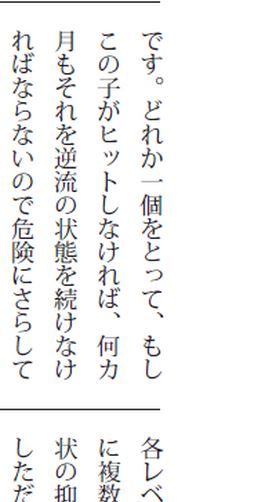 です。どれか一個をとって、もし
この子がヒットしなければ、何カ
月もそれを逆流の状態を続けなけ
ればならないので危険にさらして
各レベ
に複数
状の抑
しただ